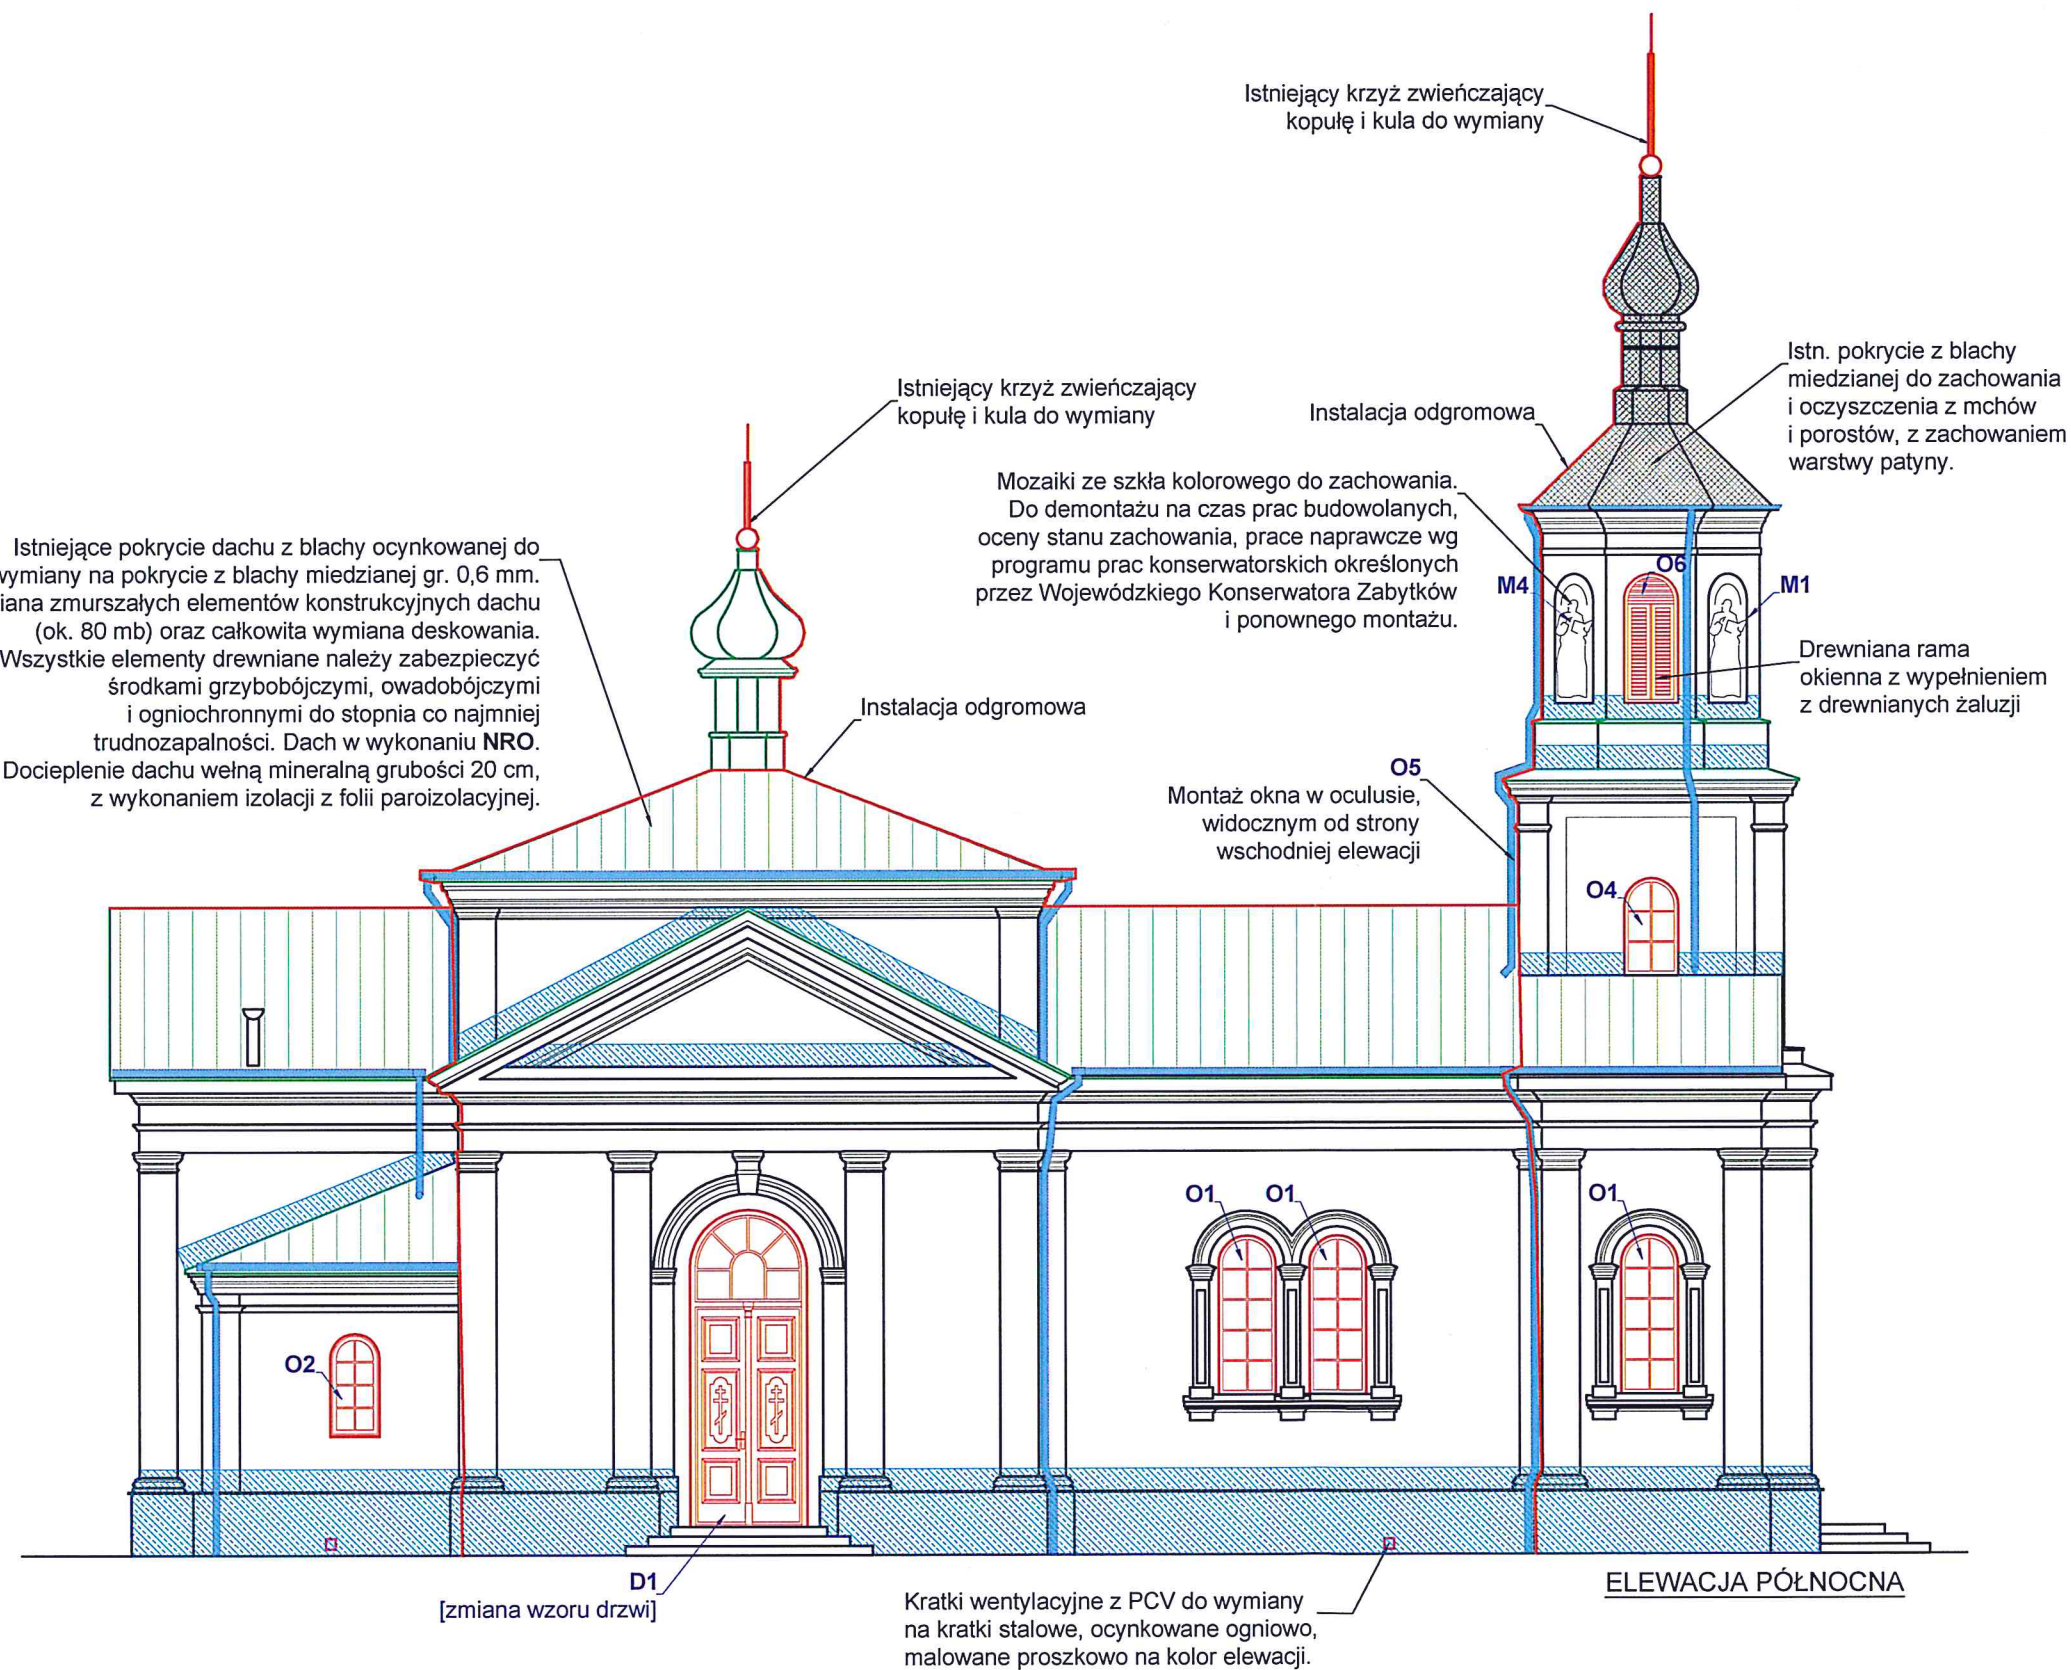 Istniejący krzyż zwieńczający
kopułę i kula do wymiany
Istn. pokrycie z blachy
miedzianej do zachowania
i oczyszczenia z mchów
i porostów, z zachowaniem
warstwy patyny.
Istniejący krzyż zwieńczający
kopułę i kula do wymiany
Instalacja odgromowa
Mozaiki ze szkła kolorowego do zachowania.
Do demontażu na czas prac budowolanych,
oceny stanu zachowania, prace naprawcze wg
programu prac konserwatorskich określonych
przez Wojewódzkiego Konserwatora Zabytków
i ponownego montażu.
Istniejące pokrycie dachu z blachy ocynkowanej do
wymiany na pokrycie z blachy miedzianej gr. 0,6 mm.
iana zmurszałych elementów konstrukcyjnych dachu
(ok. 80 mb) oraz całkowita wymiana deskowania.
Wszystkie elementy drewniane należy zabezpieczyć
środkami grzybobójczymi, owadobójczymi
i ogniochronnymi do stopnia co najmniej
trudnozapalności. Dach w wykonaniu NRO.
Docieplenie dachu wełną mineralną grubości 20 cm,
z wykonaniem izolacji z folii paroizolacyjnej.
M4
O6
M1
Drewniana rama
okienna z wypełnieniem
z drewnianych żaluzji
Instalacja odgromowa
O5
Montaż okna w oculusie,
widocznym od strony
wschodniej elewacji
O4
O1
O1
O1
O2
D1
[zmiana wzoru drzwi]
Kratki wentylacyjne z PCV do wymiany
na kratki stalowe, ocynkowane ogniowo,
malowane proszkowo na kolor elewacji.
ELEWACJA PÓŁNOCNA